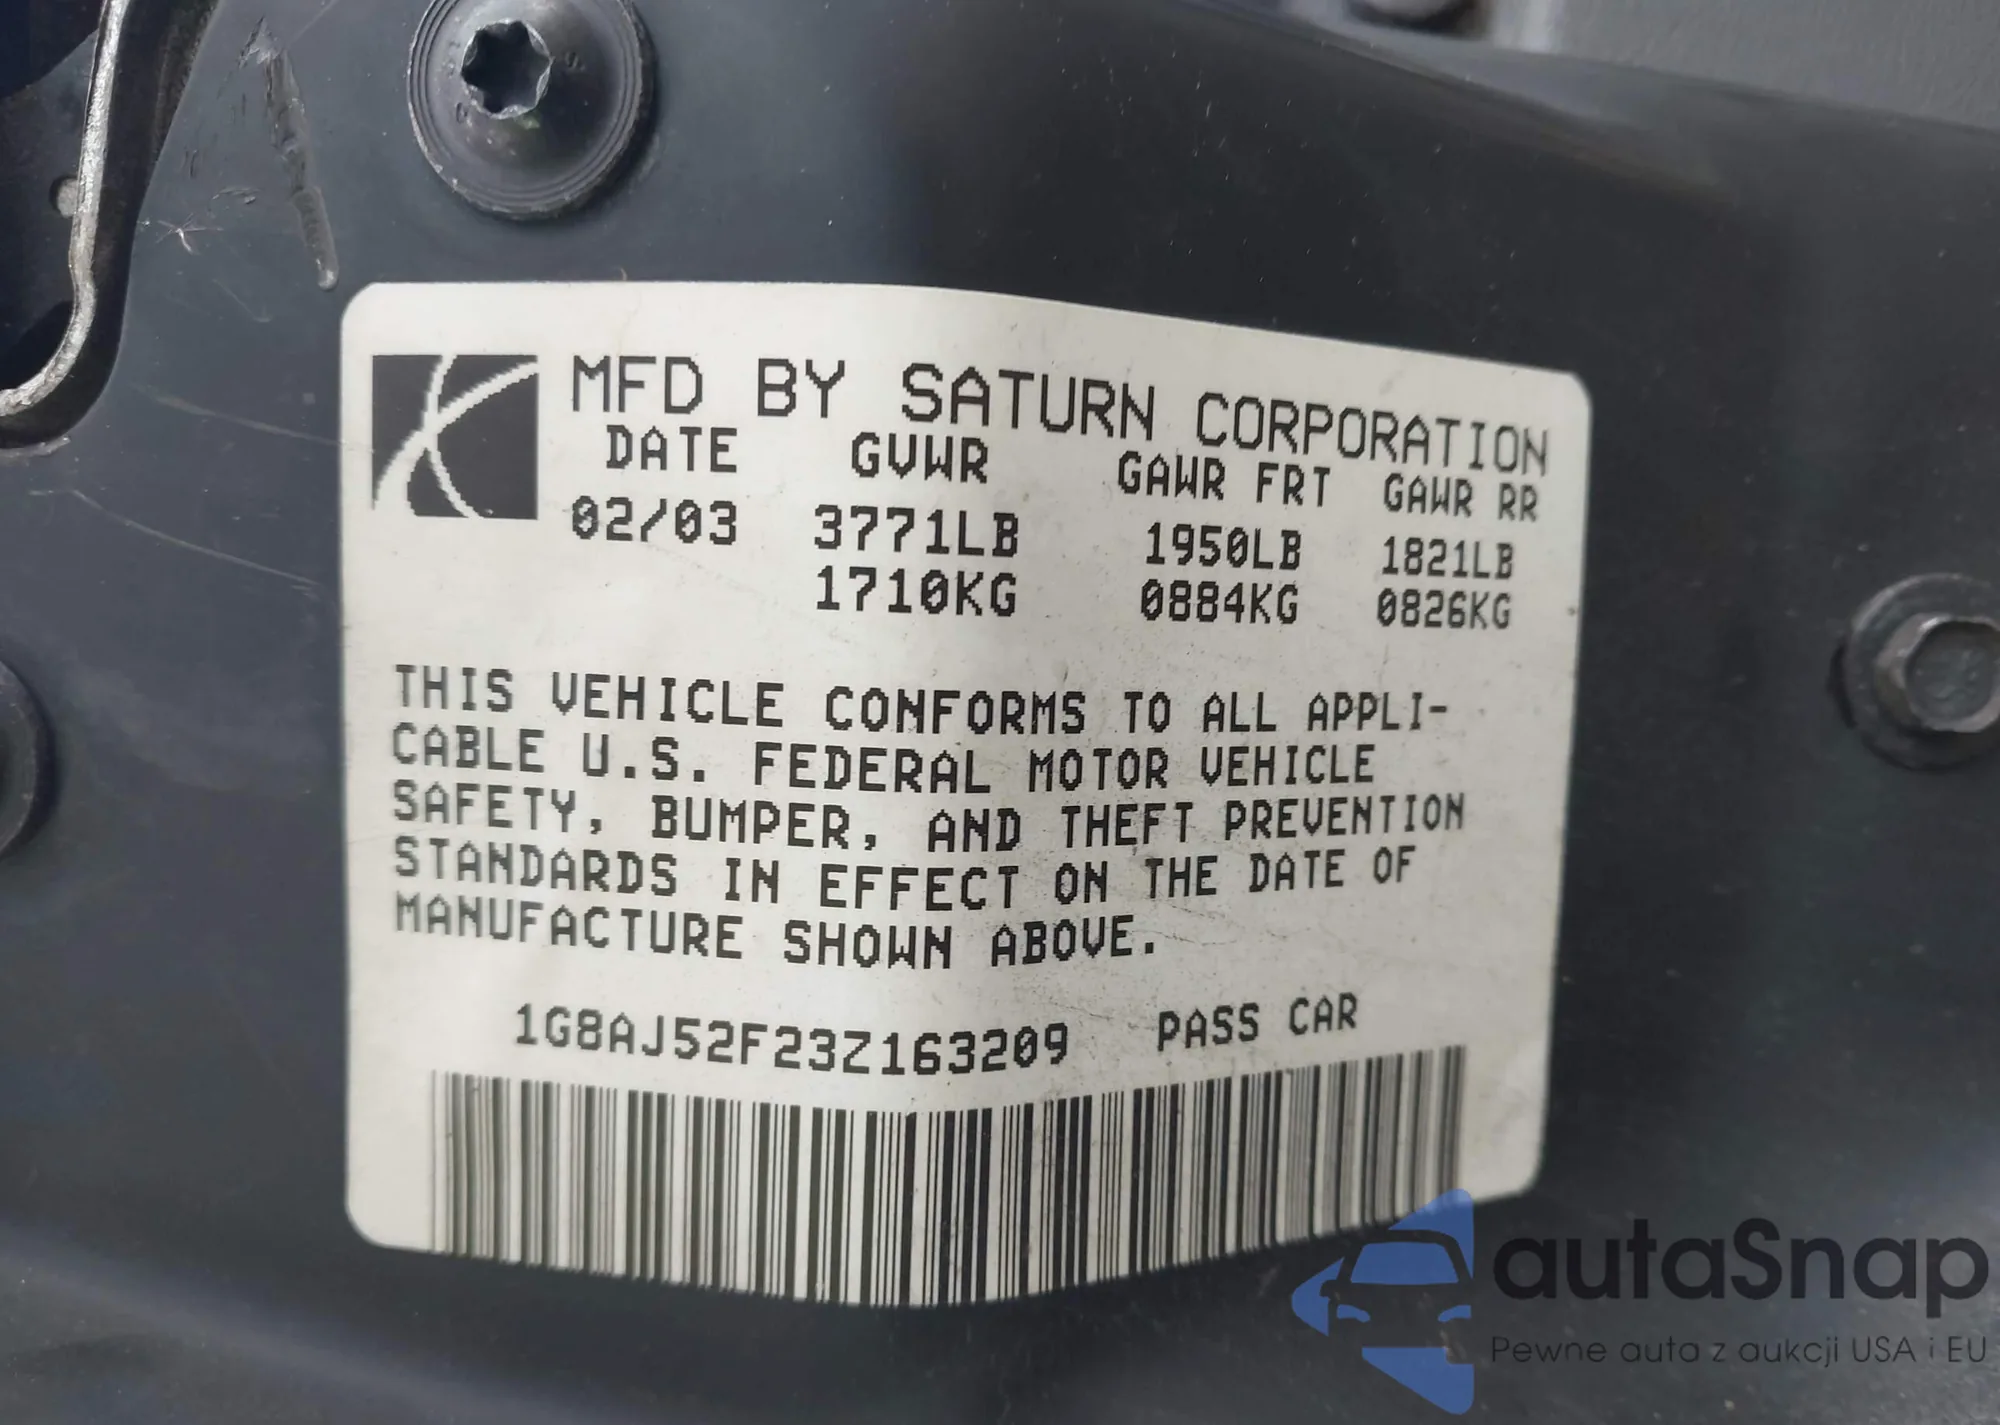 MFD BY SATURN CORPORATION
DATE GVWR GAWR FRT GAWR RR
02/03 3771LB 1950LB 1821LB
1710KG 0884KG 0826KG
THIS VEHICLE CONFORMS TO ALL APPLI-
CABLE U.S. FEDERAL MOTOR VEHICLE
SAFETY, BUMPER, AND THEFT PREVENTION
STANDARDS IN EFFECT ON THE DATE OF
MANUFACTURE SHOWN ABOVE.
1G8AJ52F23Z163209 PASS CAR
autaSnap
Pewne auta z aukcji USA i EU